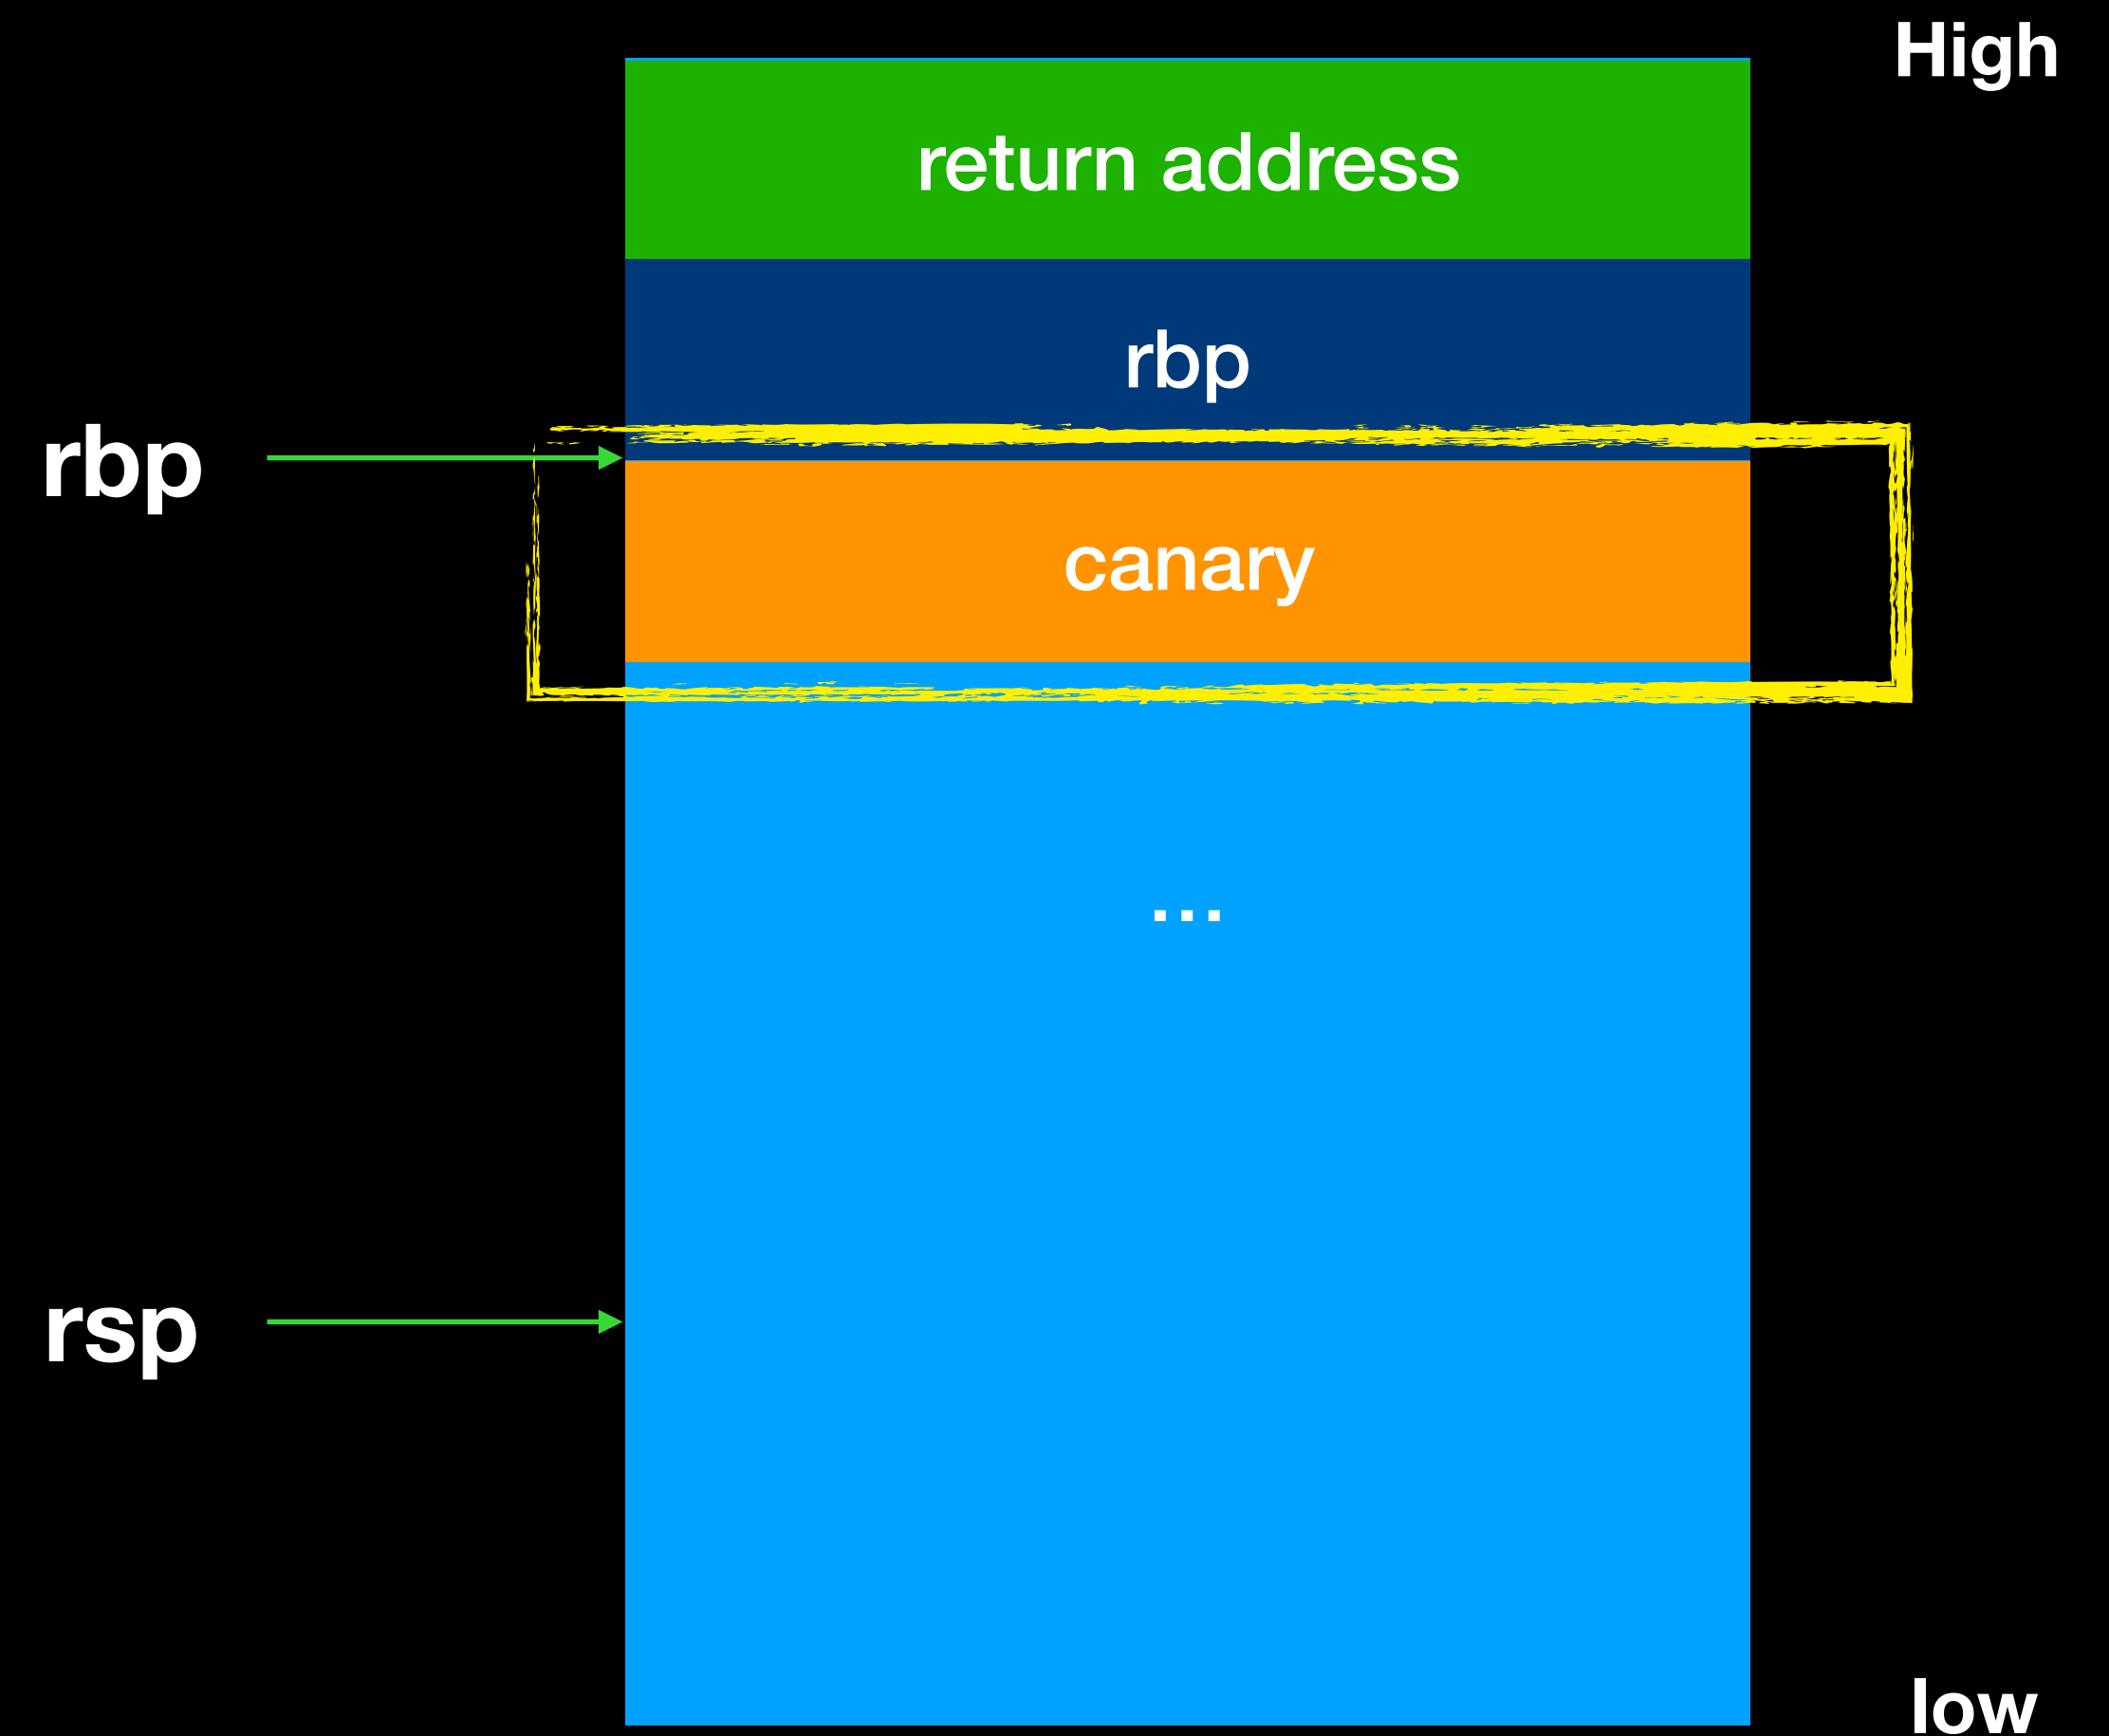 High
return address
rbp
rbp
canary
...
rsp
low